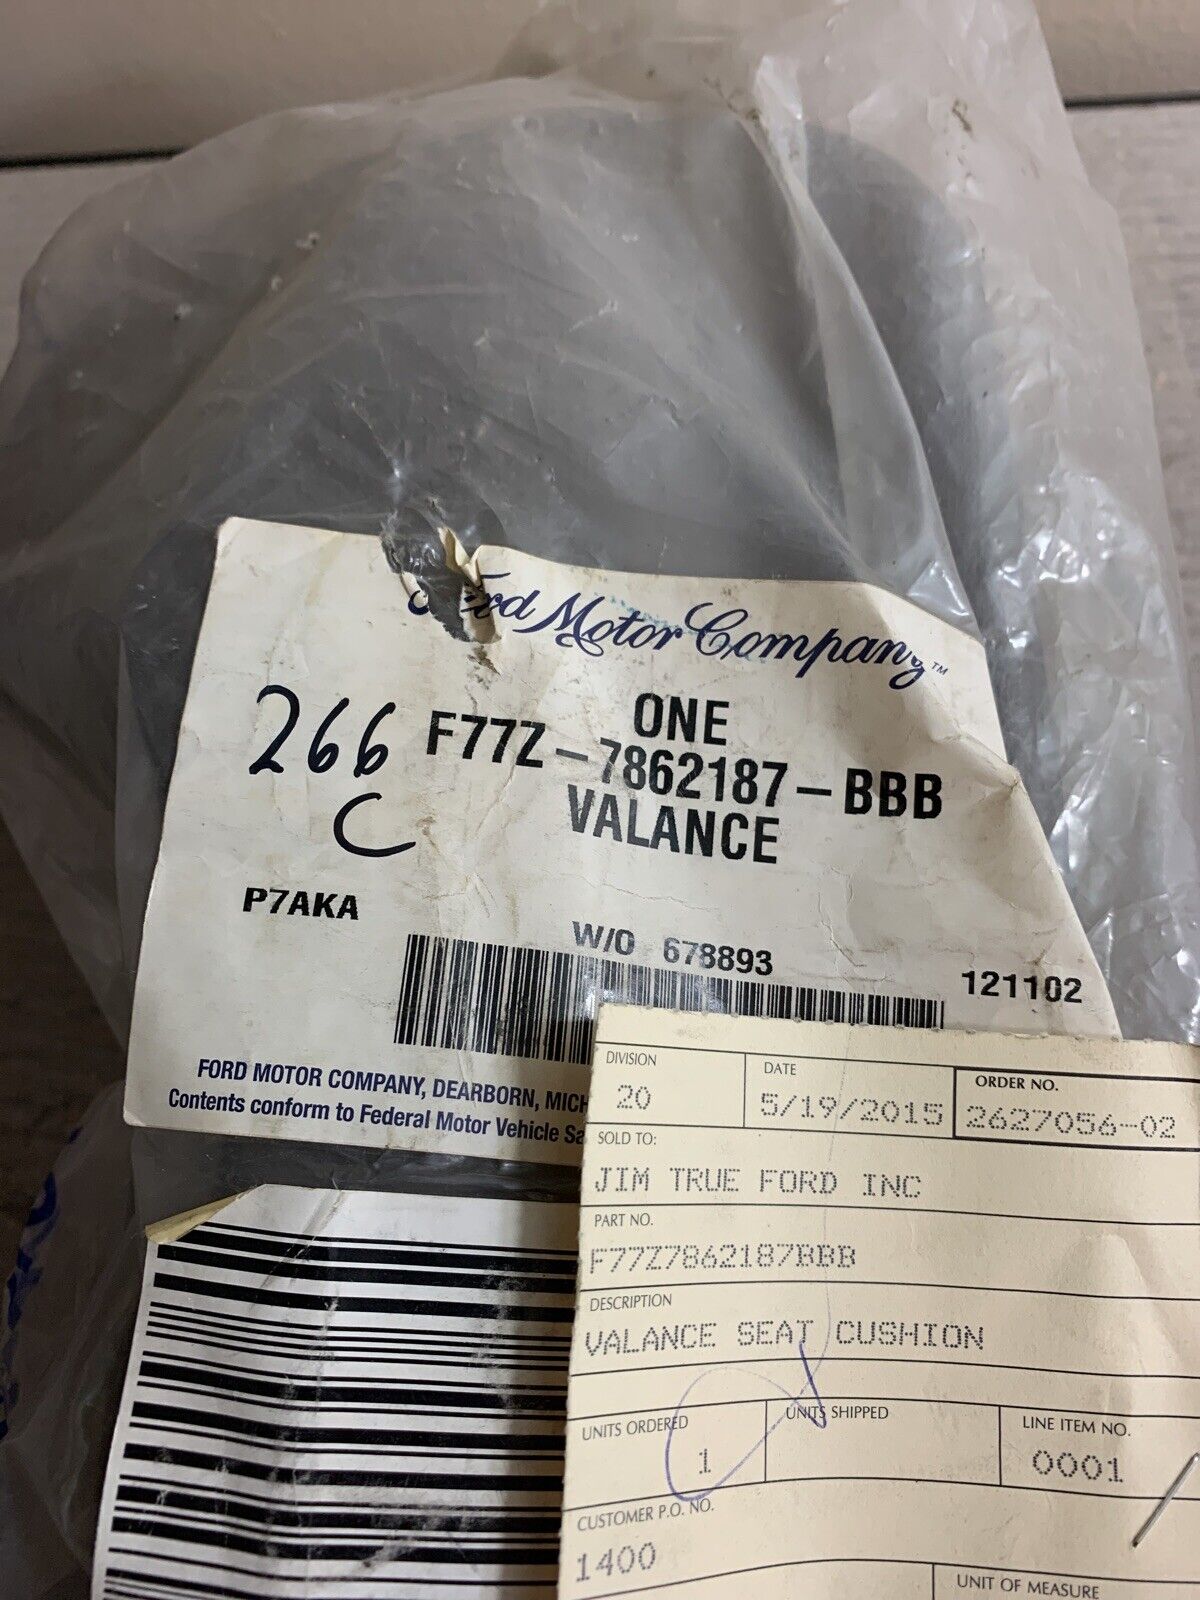 Ford Motor Company™
ONE
266 F77Z-7862187-BBB
C VALANCE
P7AKA
W/O 678893
121102
FORD MOTOR COMPANY, DEARBORN, MICH
Contents conform to Federal Motor Vehicle Sa
DIVISION DATE ORDER NO.
20 5/19/2015 2627056-02
SOLD TO:
JIM TRUE FORD INC
PART NO.
F77Z7862187BBB
DESCRIPTION
VALANCE SEAT CUSHION
UNITS ORDERED UNITS SHIPPED LINE ITEM NO.
1 0001
CUSTOMER P.O. NO.
1400
UNIT OF MEASURE